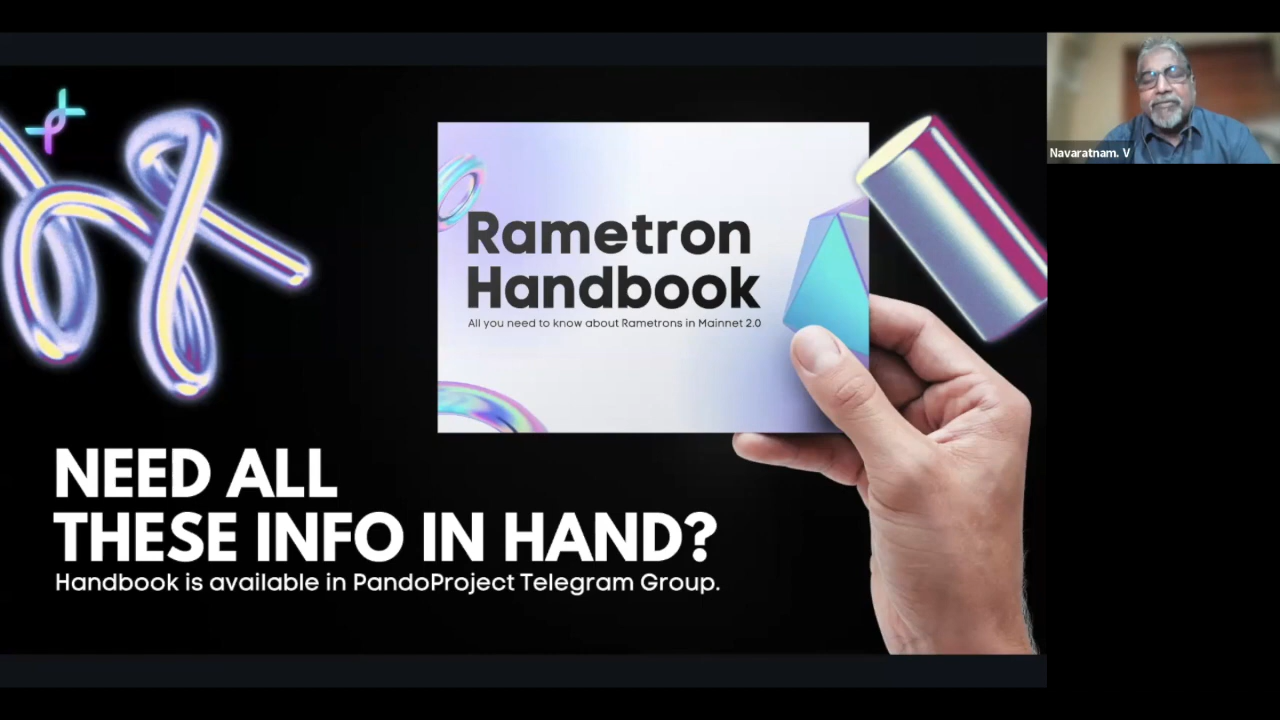 Rametron
Handbook
All you need to know about Rametrons in Mainnet 2.0
NEED ALL
THESE INFO IN HAND?
Handbook is available in PandoProject Telegram Group.
Navaratnam. V